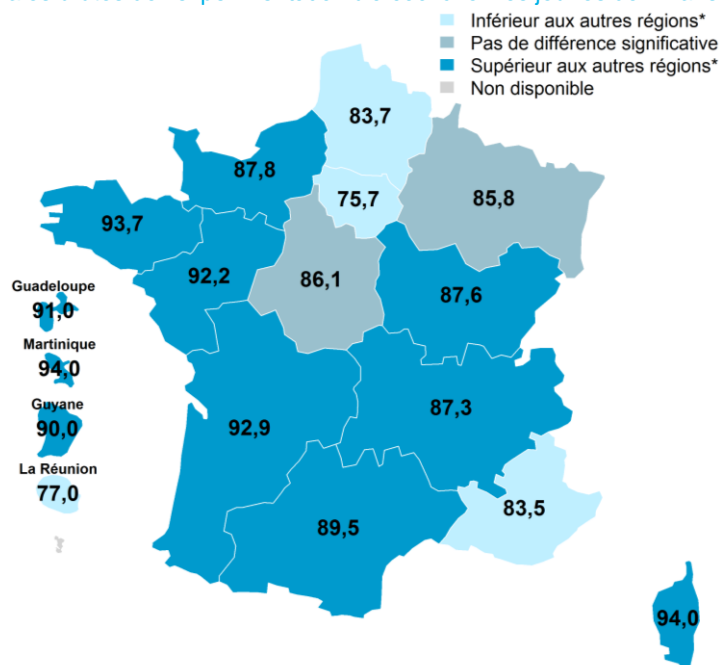 Inférieur aux autres régions*
Pas de différence significative
Supérieur aux autres régions*
Non disponible
83,7
87,8
75,7
85,8
93,7
92,2
86,1
87,6
Guadeloupe
91,0
Martinique
94,0
Guyane
90,0
La Réunion
77,0
92,9
87,3
89,5
83,5
94,0